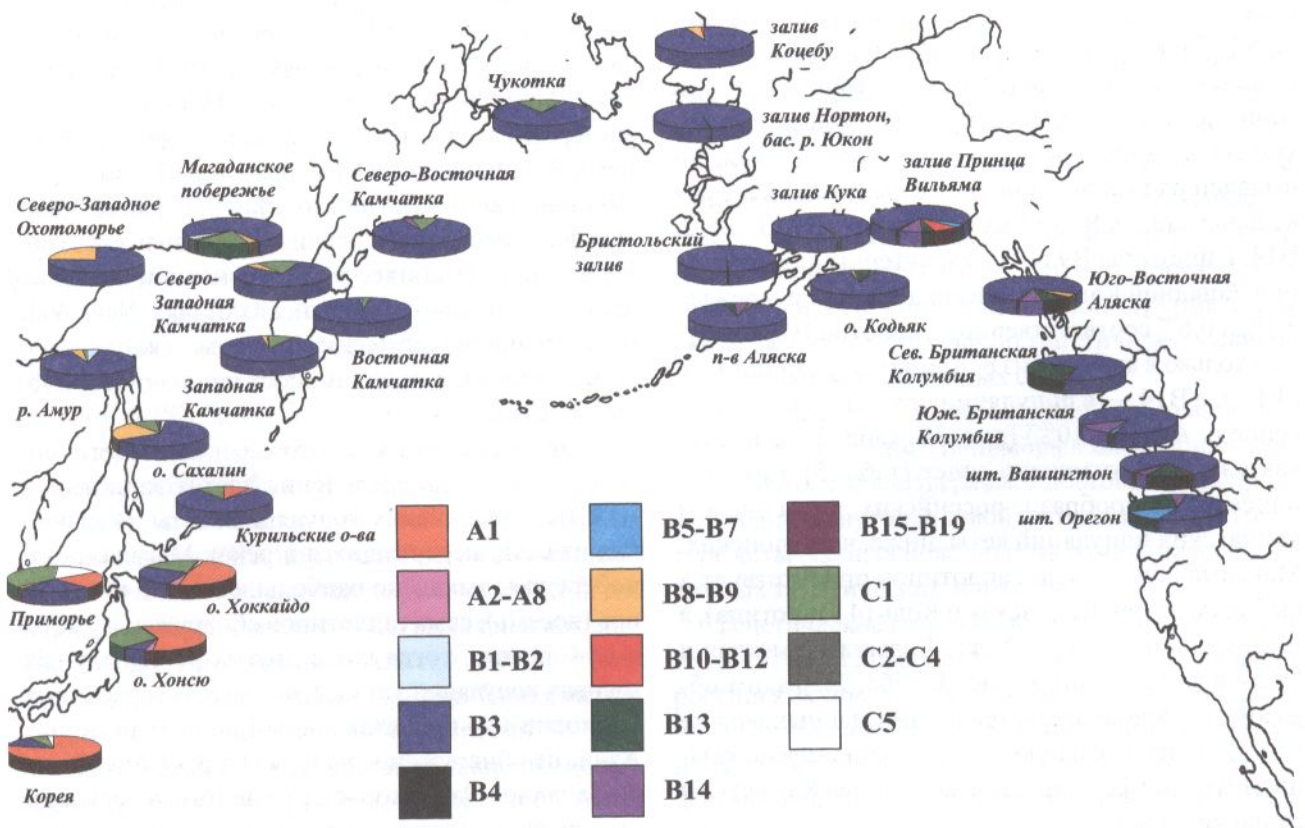 залив
Коцебу
Чукотка
залив Нортон,
бас. р. Юкон
Магаданское
побережье
Северо-Восточная
Камчатка
залив Принца
Вильяма
залив Кука
Северо-Западное
Охотоморье
Бристольский
залив
Северо-
Западная
Камчатка
Юго-Восточная
Аляска
о. Кодьяк
п-в Аляска
Восточная
Камчатка
Западная
Камчатка
Сев. Британская
Колумбия
р. Амур
Юж. Британская
Колумбия
о. Сахалин
шт. Вашингтон
шт. Орегон
Курильские о-ва
о. Хоккайдо
Приморье
о. Хонсю
Корея
A1
A2-A8
B1-B2
B3
B4
B5-B7
B8-B9
B10-B12
B13
B14
B15-B19
C1
C2-C4
C5